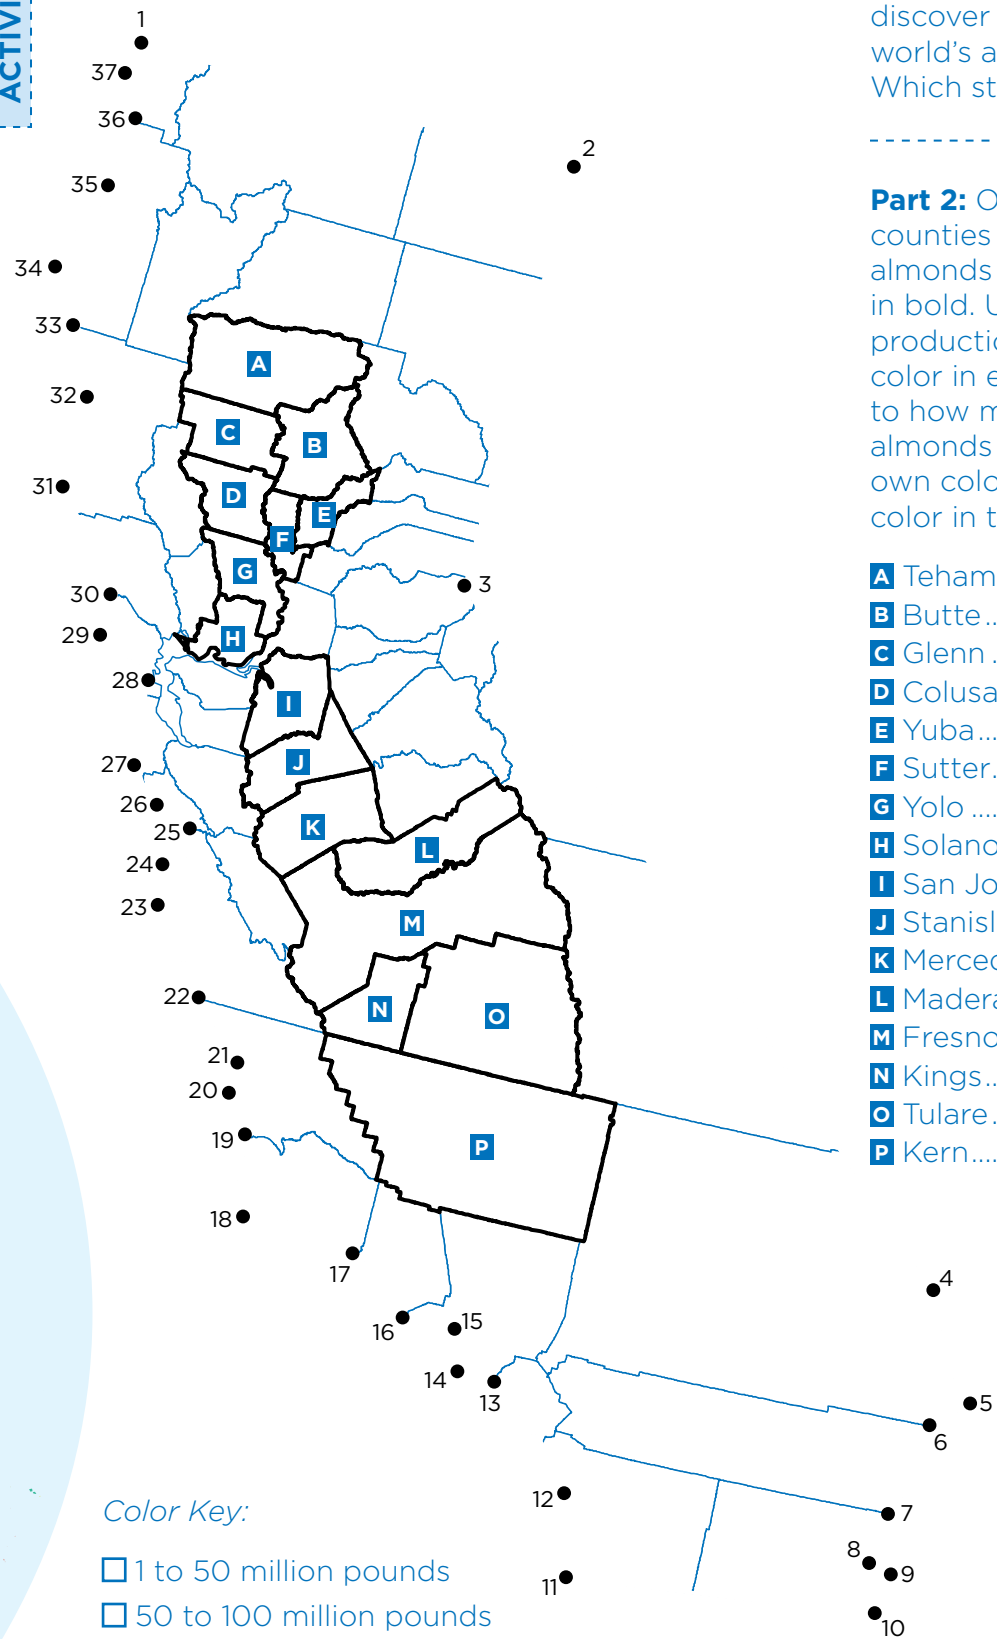 ACTIVI
discover
world's a
Which st
Part 2: O
counties
almonds
in bold. U
productio
color in e
to how m
almonds
own colo
color in t
A Teham
B Butte..
C Glenn .
D Colusa
E Yuba...
F Sutter.
G Yolo ....
H Solano
I San Jo
J Stanisl
K Merced
L Madera
M Fresno
N Kings..
O Tulare.
P Kern....
1
37
36
35
2
34
33
32
31
30
29
28
3
27
26
25
24
23
22
21
20
19
18
17
16
15
14
13
4
5
6
12
7
8
9
11
10
A
B
C
D
E
F
G
H
I
J
K
L
M
N
O
P
Color Key:
1 to 50 million pounds
50 to 100 million pounds